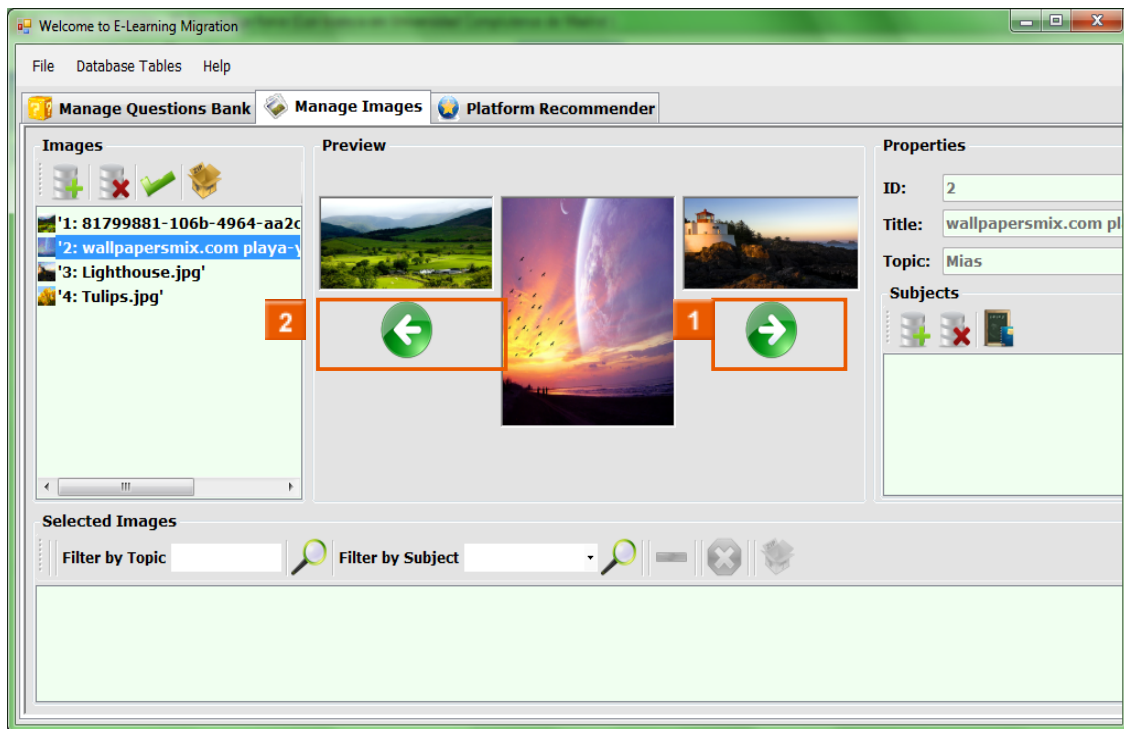 Welcome to E-Learning Migration
File Database Tables Help
Manage Questions Bank Manage Images Platform Recommender
Images
'1: 81799881-106b-4964-aa2c
'2: wallpapersmix.com playa-y
'3: Lighthouse.jpg'
'4: Tulips.jpg'
Preview
2
1
Properties
ID: 2
Title: wallpapersmix.com pl
Topic: Mias
Subjects
Selected Images
Filter by Topic Filter by Subject